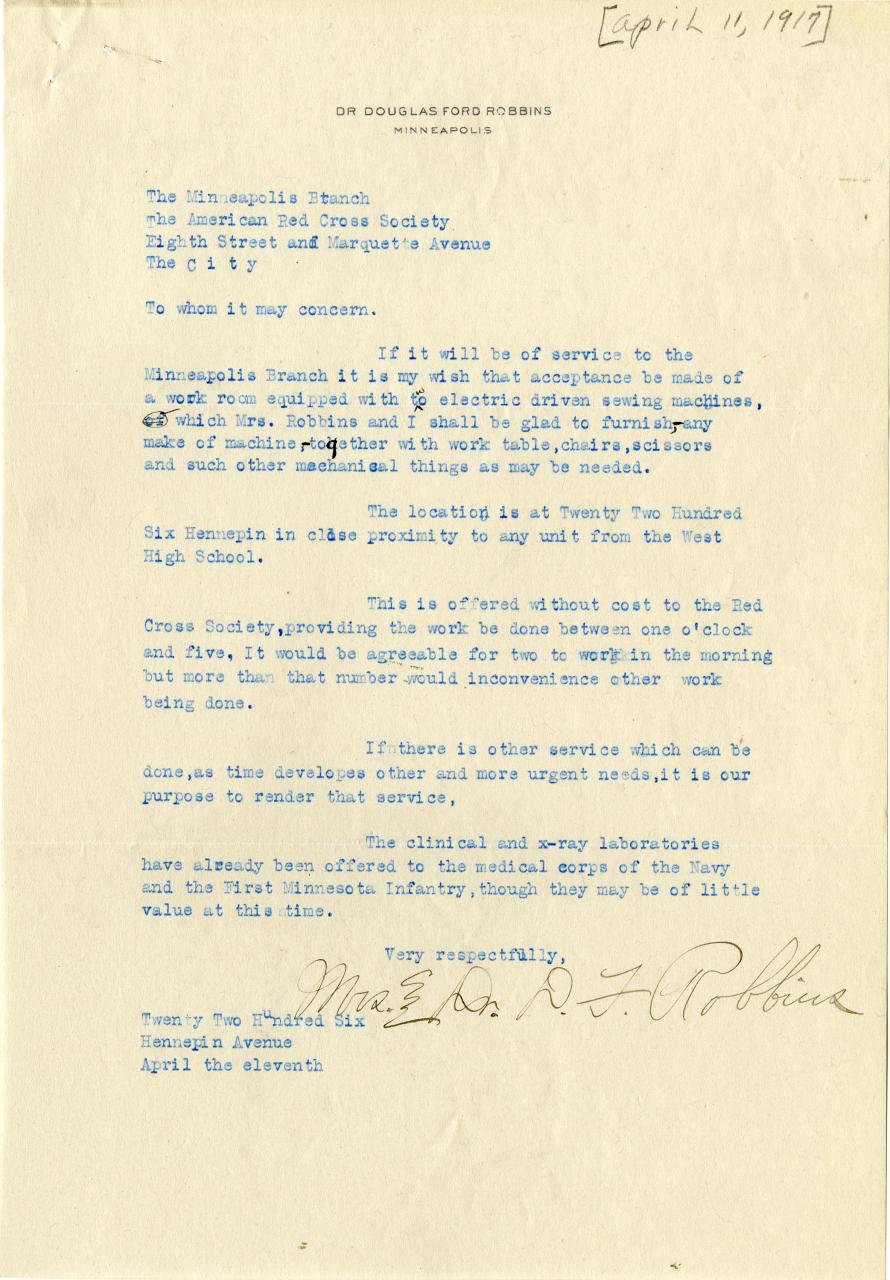 [April 11, 1917]
DR DOUGLAS FORD ROBBINS
MINNEAPOLIS
The Minneapolis Btanch
The American Red Cross Society
Eighth Street and Marquette Avenue
The C i t y
To whom it may concern.
If it will be of service to the
Minneapolis Branch it is my wish that acceptance be made of
a work room equipped with two electric driven sewing machines,
of which Mrs. Robbins and I shall be glad to furnish,-any
make of machine,-together with work table,chairs,scissors
and such other mechanical things as may be needed.
The location is at Twenty Two Hundred
Six Hennepin in close proximity to any unit from the West
High School.
This is offered without cost to the Red
Cross Society,providing the work be done between one o'clock
and five, It would be agreeable for two to work in the morning
but more than that number would inconvenience other work
being done.
If there is other service which can be
done,as time developes other and more urgent needs,it is our
purpose to render that service,
The clinical and x-ray laboratories
have already been offered to the medical corps of the Navy
and the First Minnesota Infantry,though they may be of little
value at this time.
Very respectfully,
Mrs. & Dr. D. F. Robbins
Twenty Two Hundred Six
Hennepin Avenue
April the eleventh